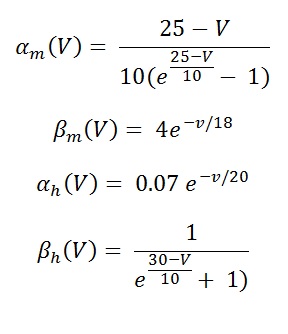 αₘ(V) = (25 − V) / (10(e^((25−V)/10) − 1)
βₘ(V) = 4e^(−v/18)
αₕ(V) = 0.07 e^(−v/20)
βₕ(V) = 1 / (e^((30−V)/10) + 1)